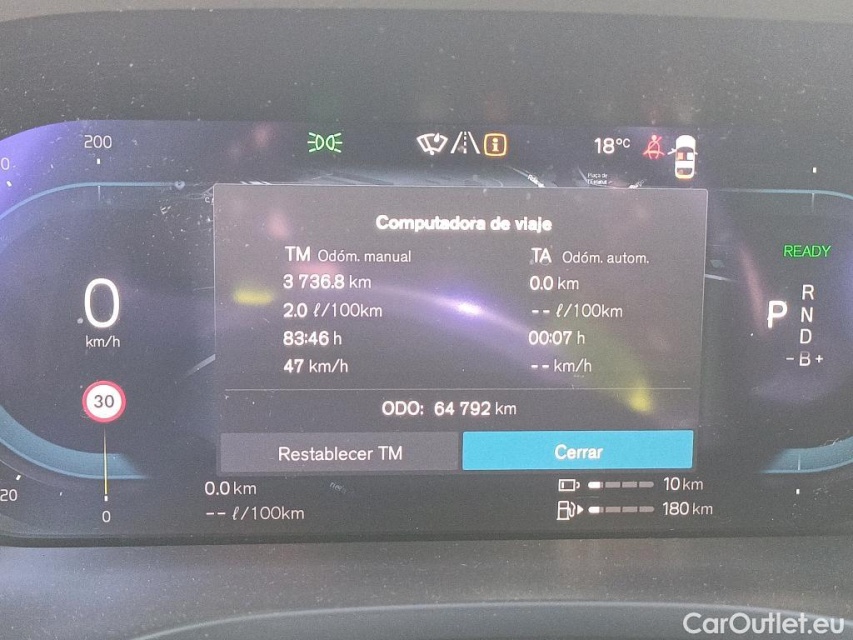 200
18°C
0
Computadora de viaje
TM Odóm. manual
TA Odóm. autom.
3 736.8 km
0.0 km
2.0 ℓ/100km
-- ℓ/100km
83:46 h
00:07 h
47 km/h
-- km/h
ODO: 64 792 km
Restablecer TM
Cerrar
0
km/h
30
READY
P
R
N
D
-B+
20
0
0.0 km
-- ℓ/100km
10 km
180 km
CarOutlet.eu